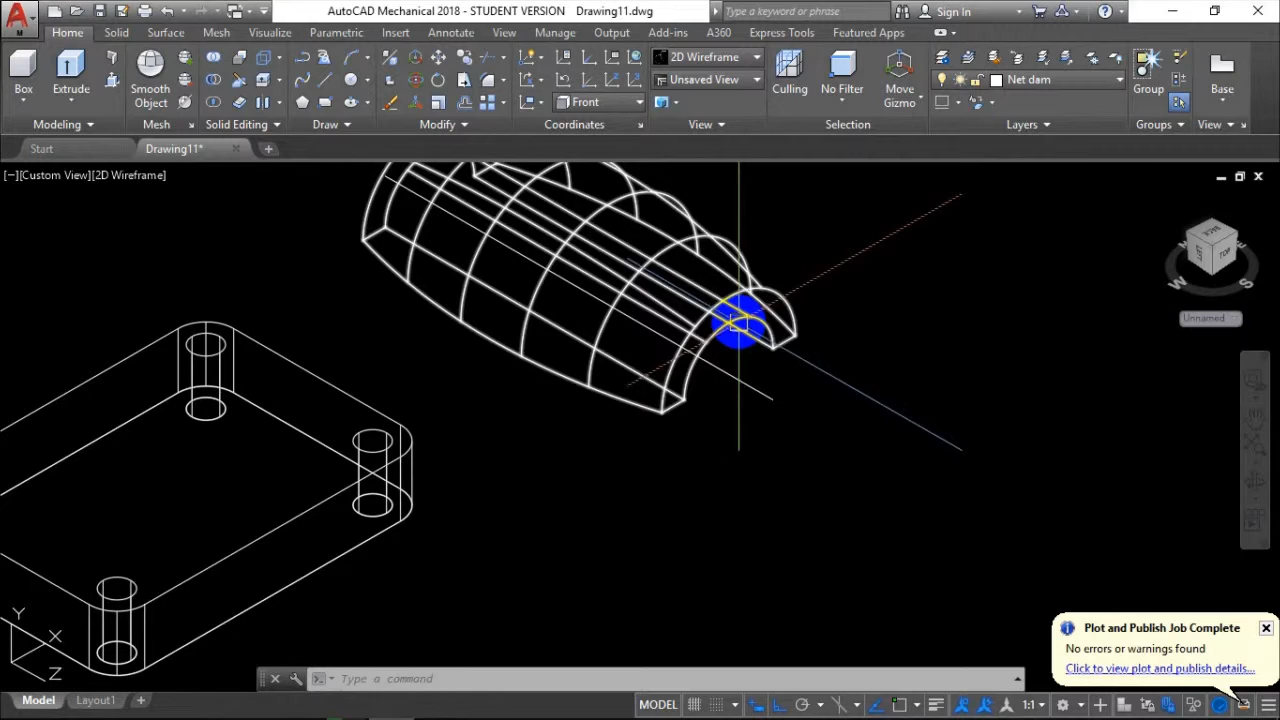 AutoCAD Mechanical 2018 - STUDENT VERSION Drawing11.dwg
Type a keyword or phrase
Sign In
Home Solid Surface Mesh Visualize Parametric Insert Annotate View Manage Output Add-ins A360 Express Tools Featured Apps
2D Wireframe
Net dam
Unsaved View
Box Extrude Smooth Object Front Culling No Filter Move Gizmo Group Base
Modeling Mesh Solid Editing Draw Modify Coordinates View Selection Layers Groups View
Start Drawing11*
[−][Custom View][2D Wireframe]
BACK
LEFT TOP
W S
Unnamed
Y
X
Z
Plot and Publish Job Complete
No errors or warnings found
Click to view plot and publish details...
Type a command
Model Layout1
MODEL
1:1